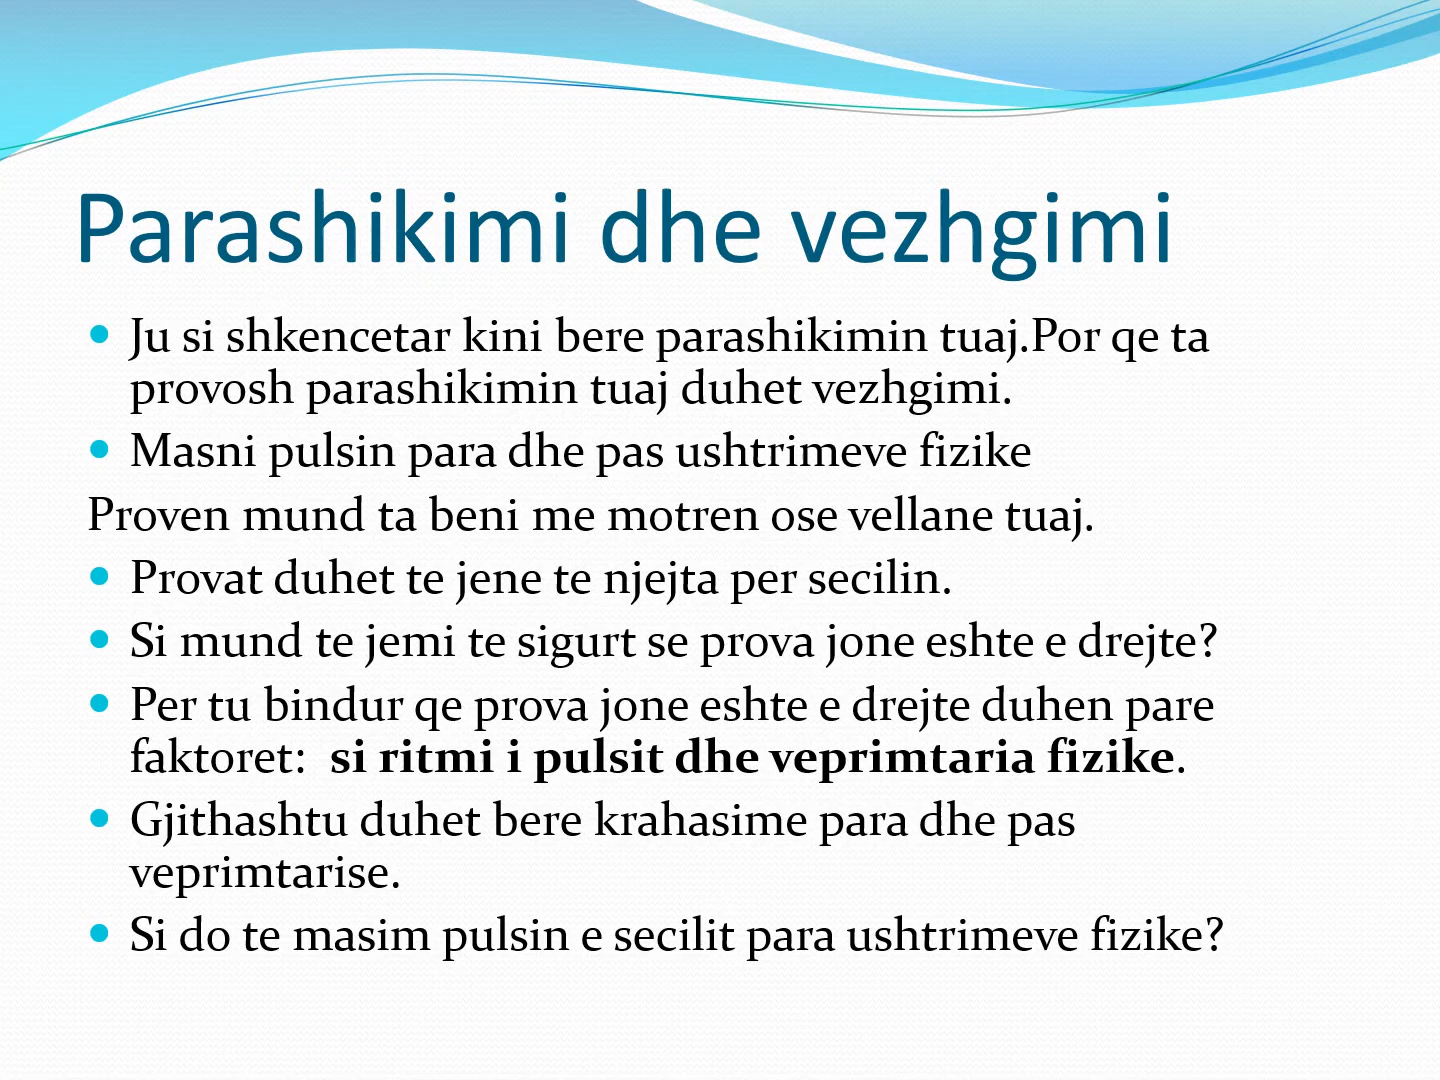 Parashikimi dhe vezhgimi
• Ju si shkencetar kini bere parashikimin tuaj.Por qe ta
provosh parashikimin tuaj duhet vezhgimi.
• Masni pulsin para dhe pas ushtrimeve fizike
Proven mund ta beni me motren ose vellane tuaj.
• Provat duhet te jene te njejta per secilin.
• Si mund te jemi te sigurt se prova jone eshte e drejte?
• Per tu bindur qe prova jone eshte e drejte duhen pare
faktoret:  si ritmi i pulsit dhe veprimtaria fizike.
• Gjithashtu duhet bere krahasime para dhe pas
veprimtarise.
• Si do te masim pulsin e secilit para ushtrimeve fizike?